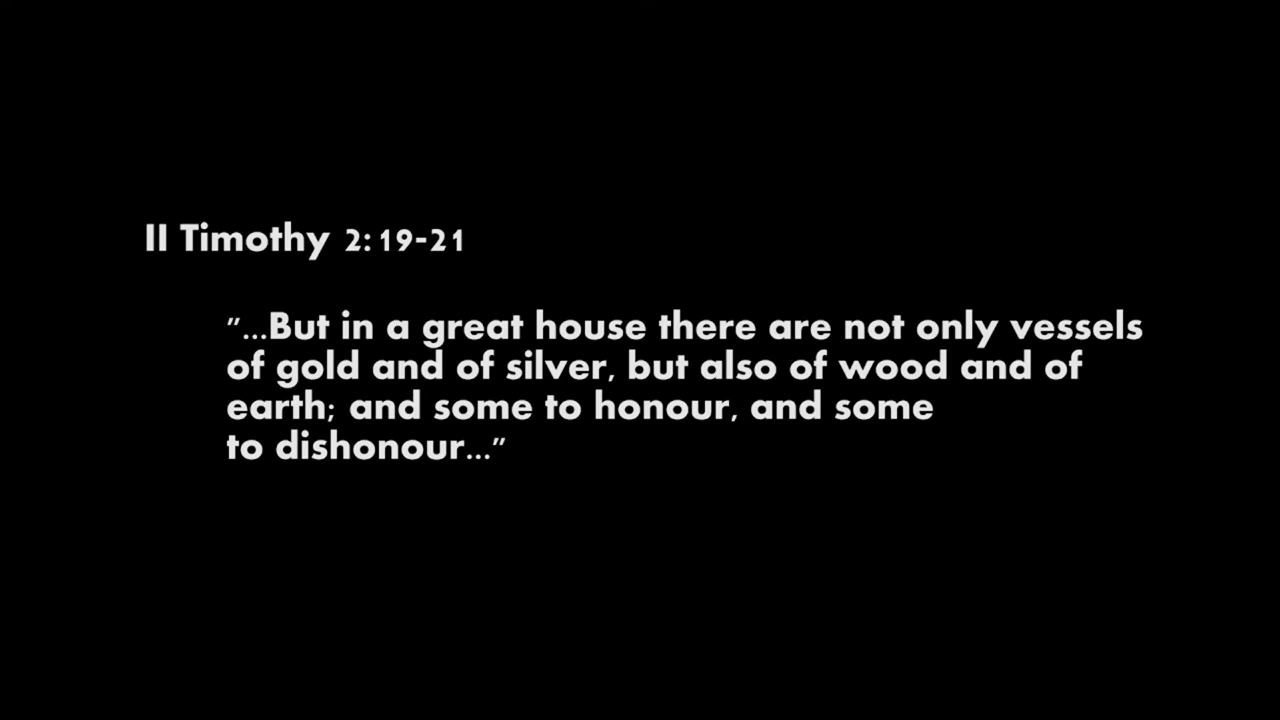 II Timothy 2:19-21
"...But in a great house there are not only vessels
of gold and of silver, but also of wood and of
earth; and some to honour, and some
to dishonour..."